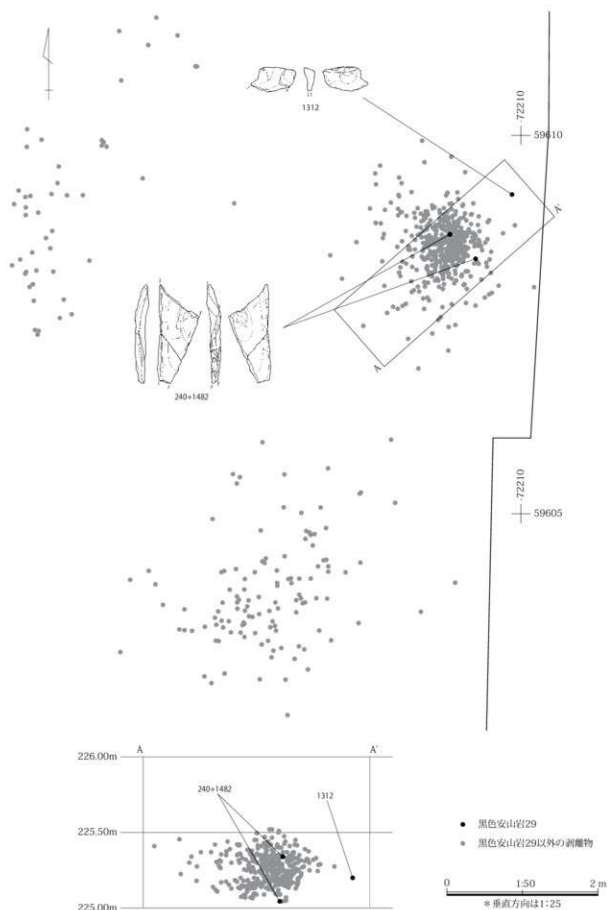 1312
-72210
59610
A'
A
240+1482
-72210
59605
A
A'
226.00m
240+1482
1312
225.50m
225.00m
黒色安山岩29
黒色安山岩29以外の剥離物
0
1:50
2 m
＊垂直方向は1:25